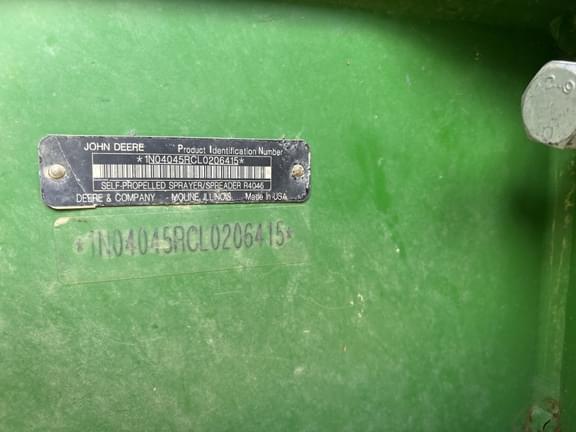 JOHN DEERE Product Identification Number
*1N04045RCL0206415*
SELF-PROPELLED SPRAYER/SPREADER R4045
DEERE & COMPANY MOLINE, ILLINOIS Made in USA
*1N04045RCL0206415*